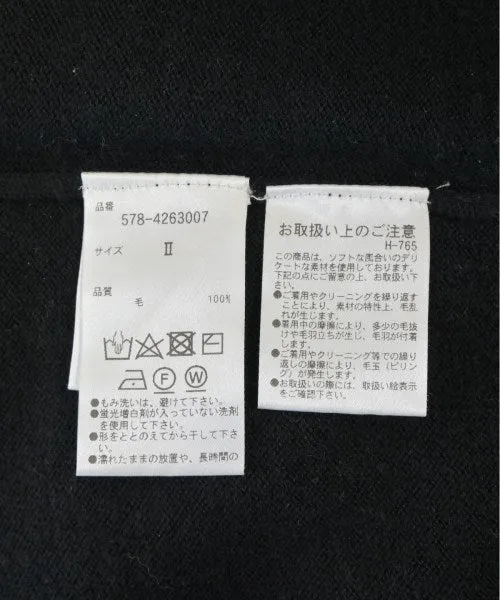 品番
578-4263007
サイズ Ⅱ
品質
毛 100%
F W
●もみ洗いは、避けて下さい。
●蛍光増白剤が入っていない洗剤
を使用して下さい。
●形をととのえてから干して下さ
い。
●濡れたままの放置や、長時間の
お取扱い上のご注意
H-765
この商品は、ソフトな風合いのデリ
ケートな素材を使用しております。
下記の点にご留意の上、お取扱い下
さい。
●ご着用やクリーニングを繰り返す
ことにより、素材の特性上、毛乱
れが生じます。
●着用中の摩擦により、多少の毛抜
けや毛羽立ちが生じ、毛羽が付着
します。
●ご着用やクリーニング等での繰り
返しの摩擦により、毛玉（ピリン
グ）が発生します。
●お取扱いの際には、取扱い絵表示
をご確認下さい。